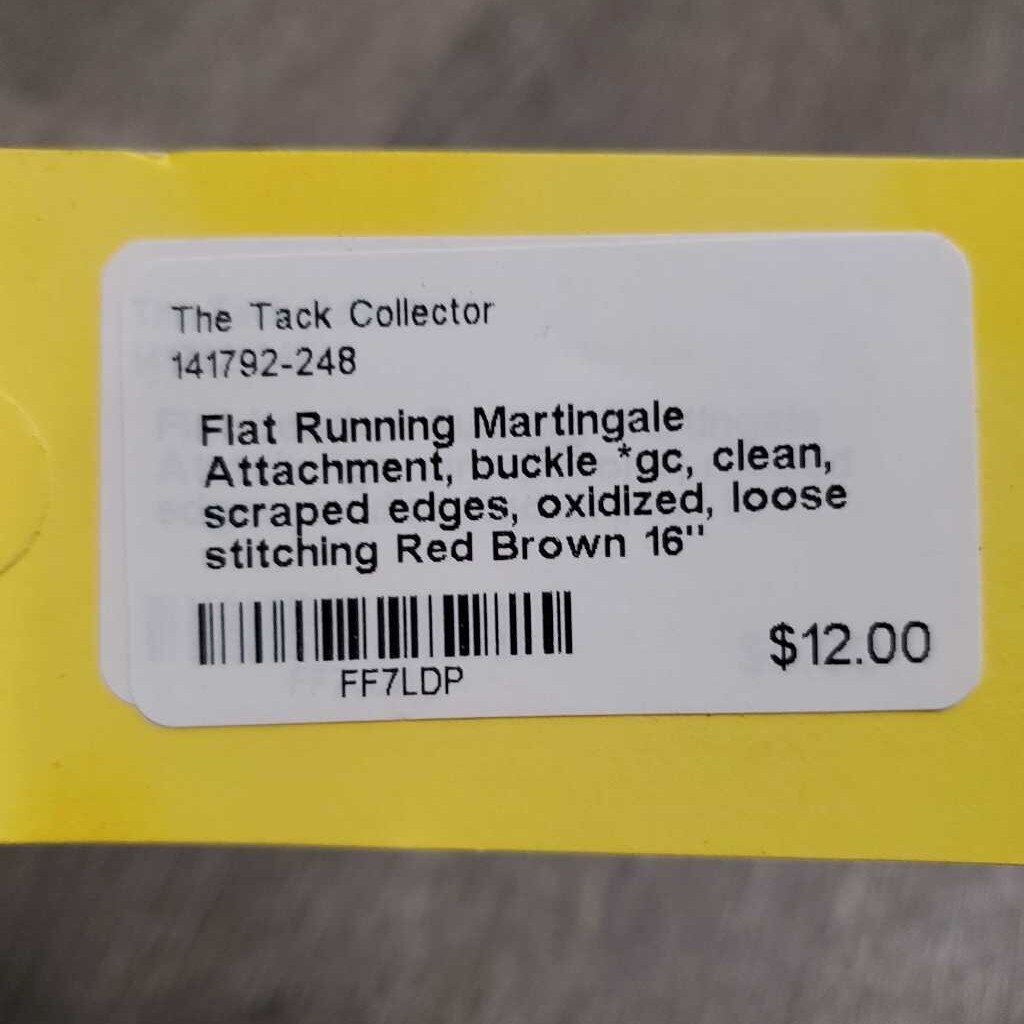 The Tack Collector
141792-248
Flat Running Martingale
Attachment, buckle *gc, clean,
scraped edges, oxidized, loose
stitching Red Brown 16"
FF7LDP
$12.00